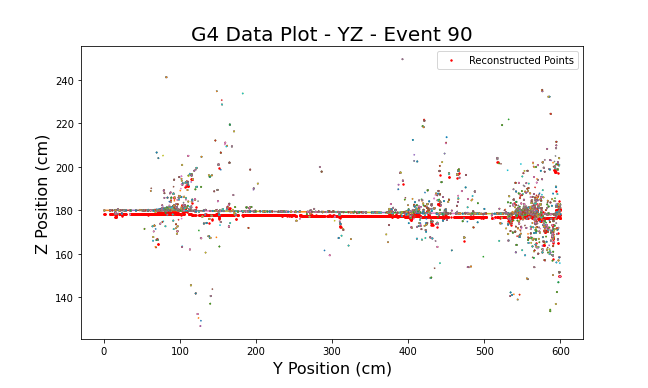 G4 Data Plot - YZ - Event 90
Reconstructed Points
240
220
200
180
160
140
Z Position (cm)
0 100 200 300 400 500 600
Y Position (cm)